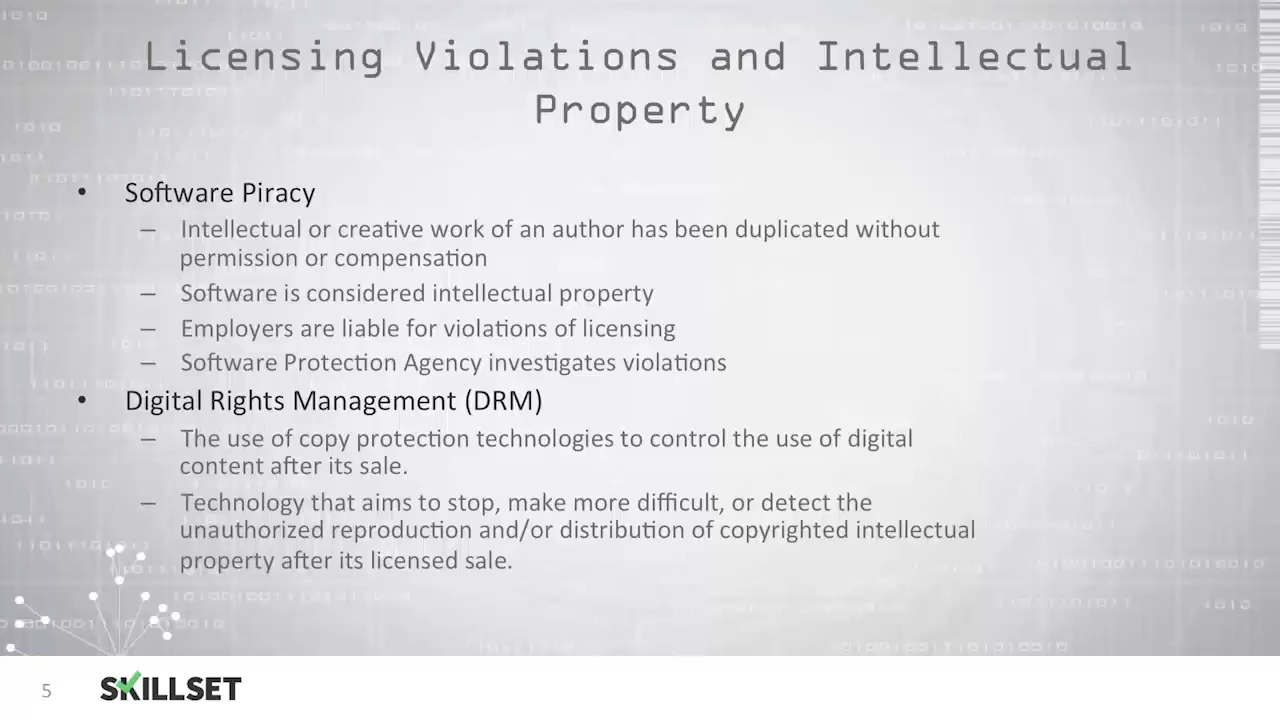 Licensing Violations and Intellectual
Property
• Software Piracy
– Intellectual or creative work of an author has been duplicated without
permission or compensation
– Software is considered intellectual property
– Employers are liable for violations of licensing
– Software Protection Agency investigates violations
• Digital Rights Management (DRM)
– The use of copy protection technologies to control the use of digital
content after its sale.
– Technology that aims to stop, make more difficult, or detect the
unauthorized reproduction and/or distribution of copyrighted intellectual
property after its licensed sale.
5
SKILLSET